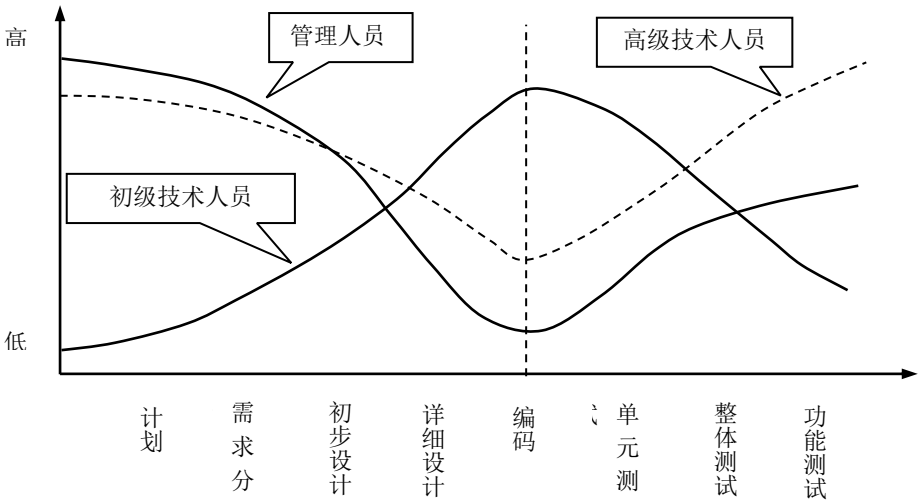 高
管理人员
高级技术人员
初级技术人员
低
计划
需求分
初步设计
详细设计
编码
单元测
整体测试
功能测试